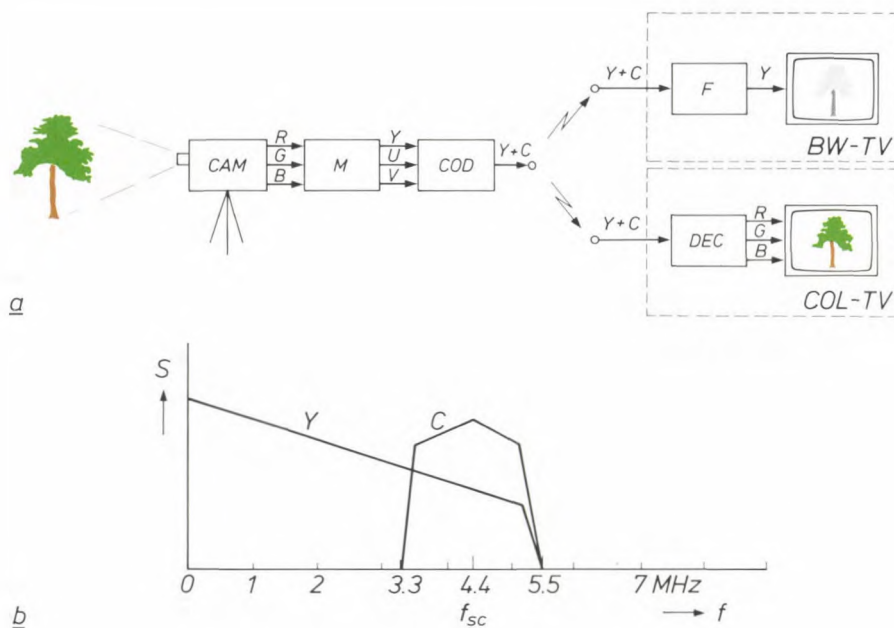 Y+C
F
Y
BW-TV
CAM
R
G
B
M
Y
U
V
COD
Y+C
Y+C
DEC
R
G
B
COL-TV
a
S
Y
C
0 1 2 3.3 4.4 5.5 7 MHz
fsc
f
b